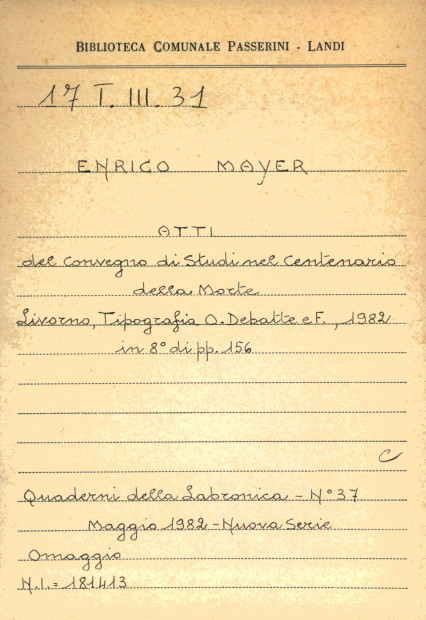 BIBLIOTECA COMUNALE PASSERINI - LANDI
17 I. III. 31
ENRICO MAYER
ATTI
del Convegno di Studi nel Centenario
della Morte
Livorno, Tipografia O. Debatte e F., 1982
in 8° di pp. 156
C
Quaderni della Labronica - N° 37
Maggio 1982 - Nuova Serie
Omaggio
N.I. = 181413